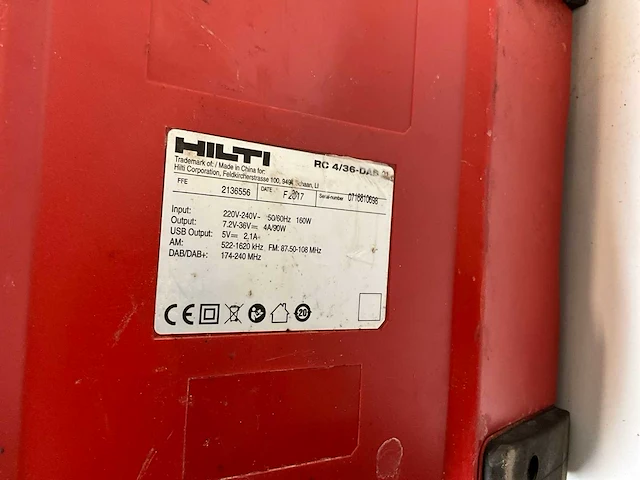 HILTI
RC 4/36-DAB
Trademark of: / Made in China for:
Hilti Corporation, Feldkircherstrasse 100, 9494 Schaan, LI
FFE
2136556
DATE
F 2017
Serial-number
Input: 220V-240V~ 50/60Hz 160W
Output: 7.2V-36V⎓ 4A/90W
USB Output: 5V⎓ 2.1A
AM: 522-1620 kHz FM: 87.50-108 MHz
DAB/DAB+: 174-240 MHz
CE
20